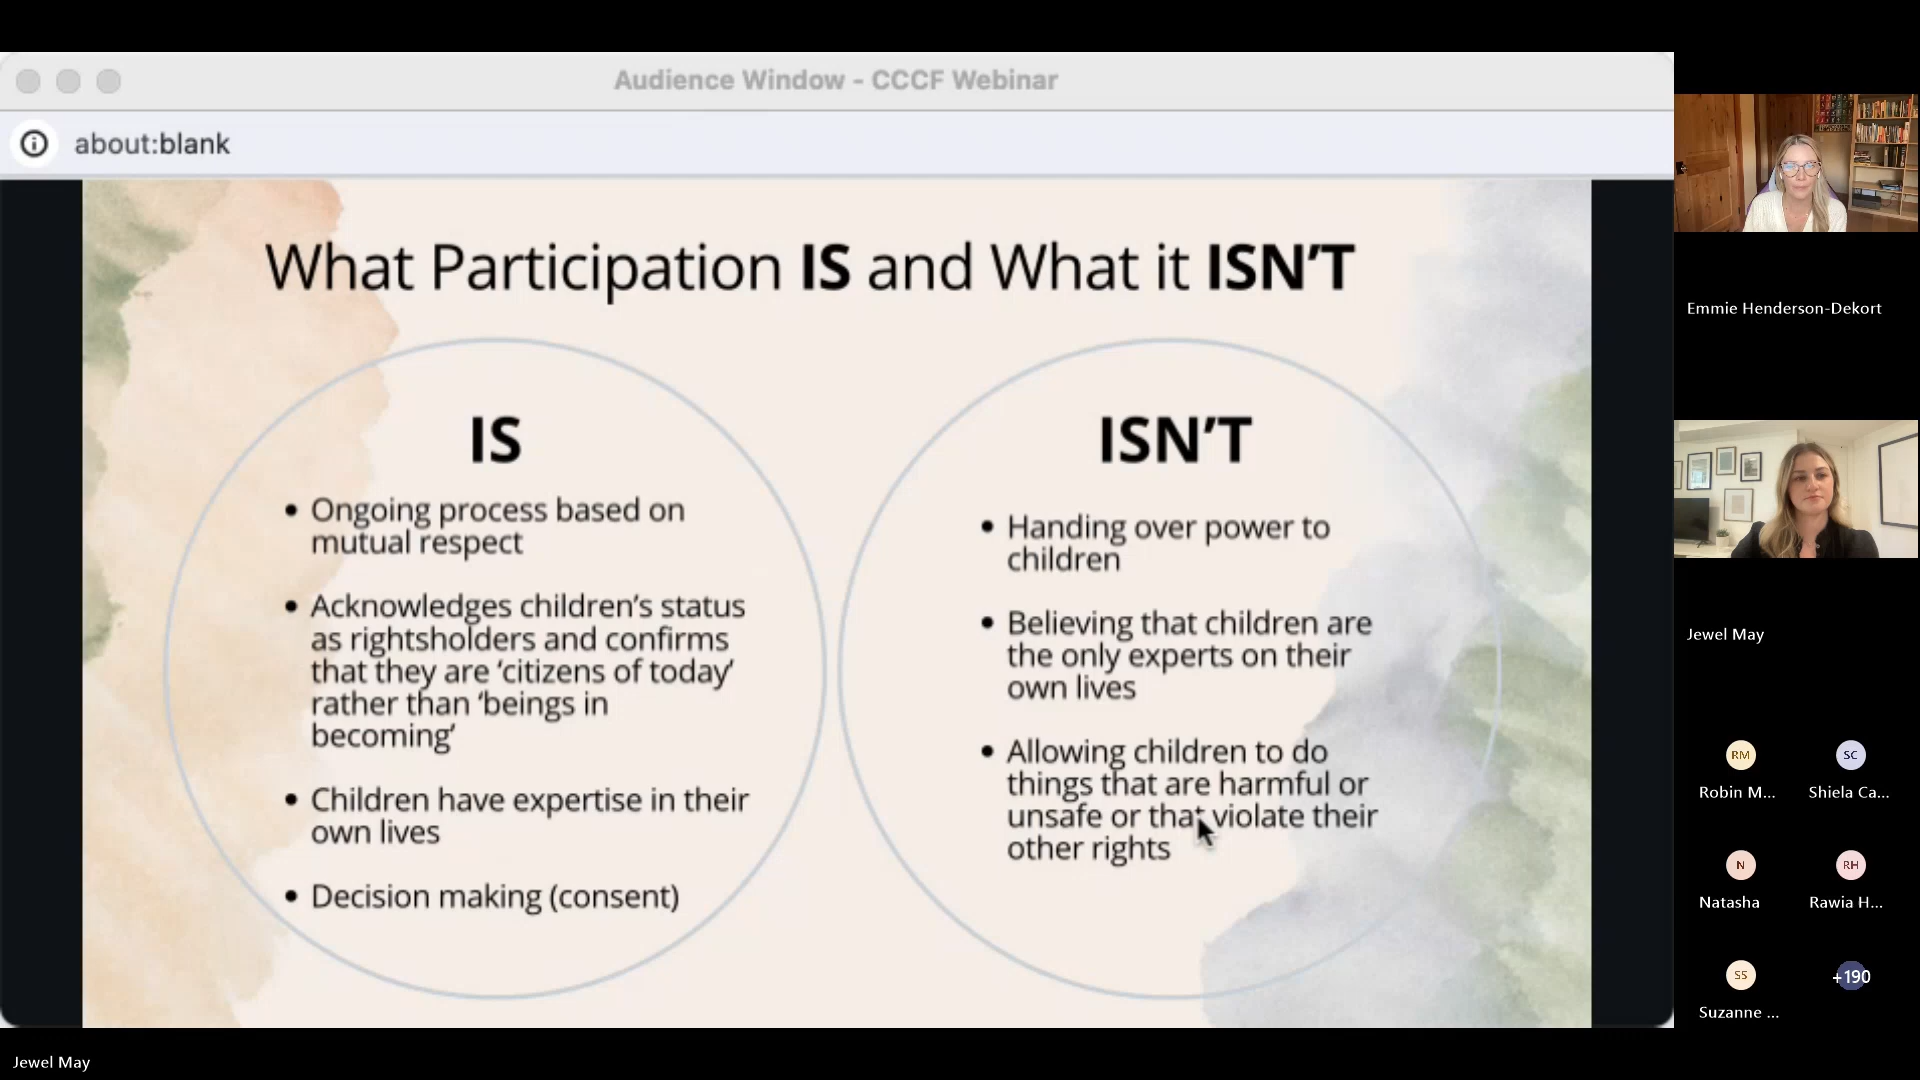 Audience Window - CCCF Webinar
about:blank
What Participation IS and What it ISN'T
IS
• Ongoing process based on
mutual respect
• Acknowledges children's status
as rightsholders and confirms
that they are 'citizens of today'
rather than 'beings in
becoming'
• Children have expertise in their
own lives
• Decision making (consent)
ISN'T
• Handing over power to
children
• Believing that children are
the only experts on their
own lives
• Allowing children to do
things that are harmful or
unsafe or that violate their
other rights
Emmie Henderson-Dekort
Jewel May
RM
SC
Robin M...
Shiela Ca...
N
RH
Natasha
Rawia H...
SS
+190
Suzanne ...
Jewel May